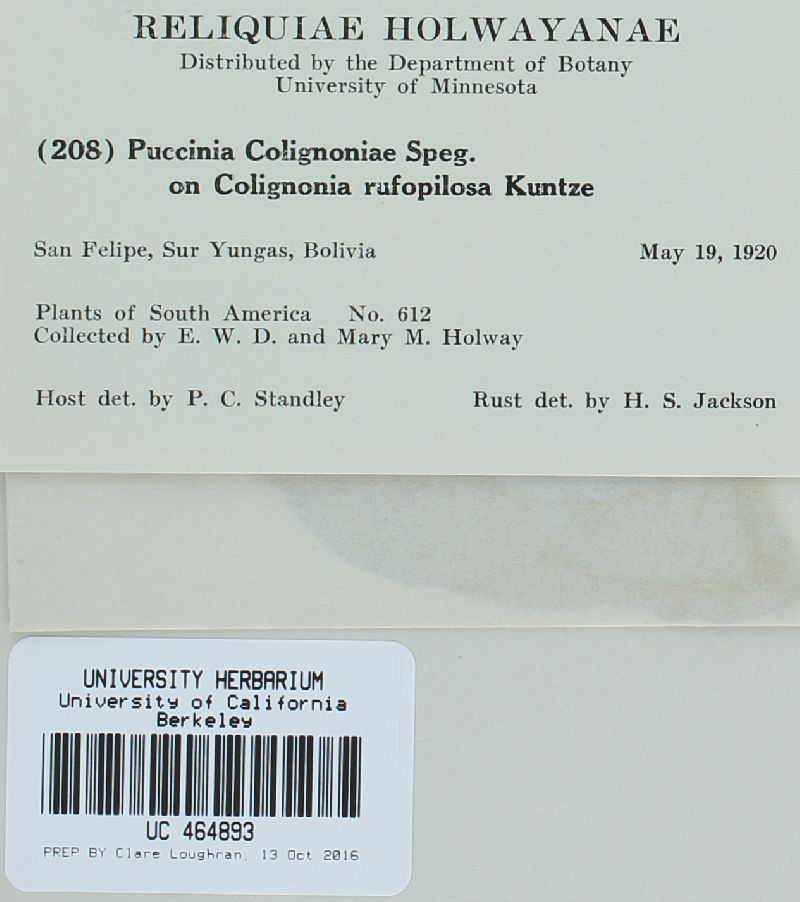 RELIQUIAE HOLWAYANAE
Distributed by the Department of Botany
University of Minnesota
(208) Puccinia Colignoniae Speg.
on Colignonia rufopilosa Kuntze
San Felipe, Sur Yungas, Bolivia May 19, 1920
Plants of South America No. 612
Collected by E. W. D. and Mary M. Holway
Host det. by P. C. Standley Rust det. by H. S. Jackson
UNIVERSITY HERBARIUM
University of California
Berkeley
UC 464893
PREP BY Clare Loughran, 13 Oct 2016